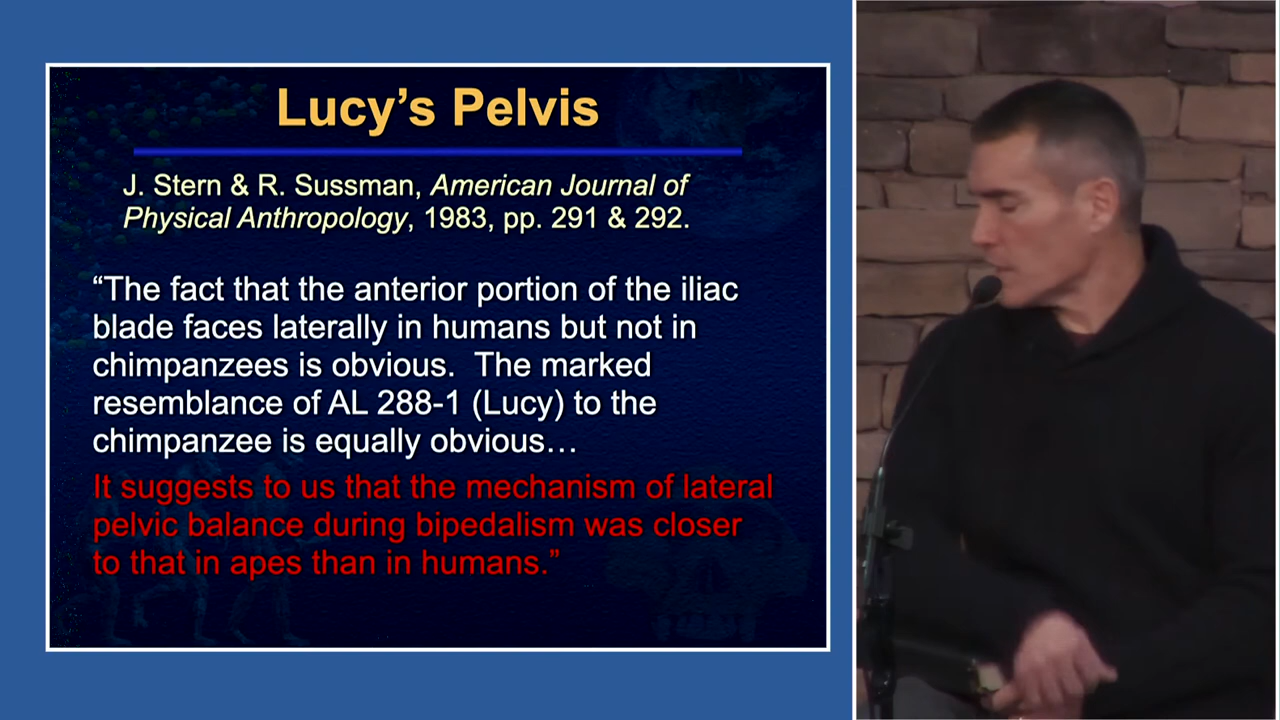 Lucy’s Pelvis
J. Stern & R. Sussman, American Journal of
Physical Anthropology, 1983, pp. 291 & 292.
“The fact that the anterior portion of the iliac
blade faces laterally in humans but not in
chimpanzees is obvious.  The marked
resemblance of AL 288-1 (Lucy) to the
chimpanzee is equally obvious…
It suggests to us that the mechanism of lateral
pelvic balance during bipedalism was closer
to that in apes than in humans.”